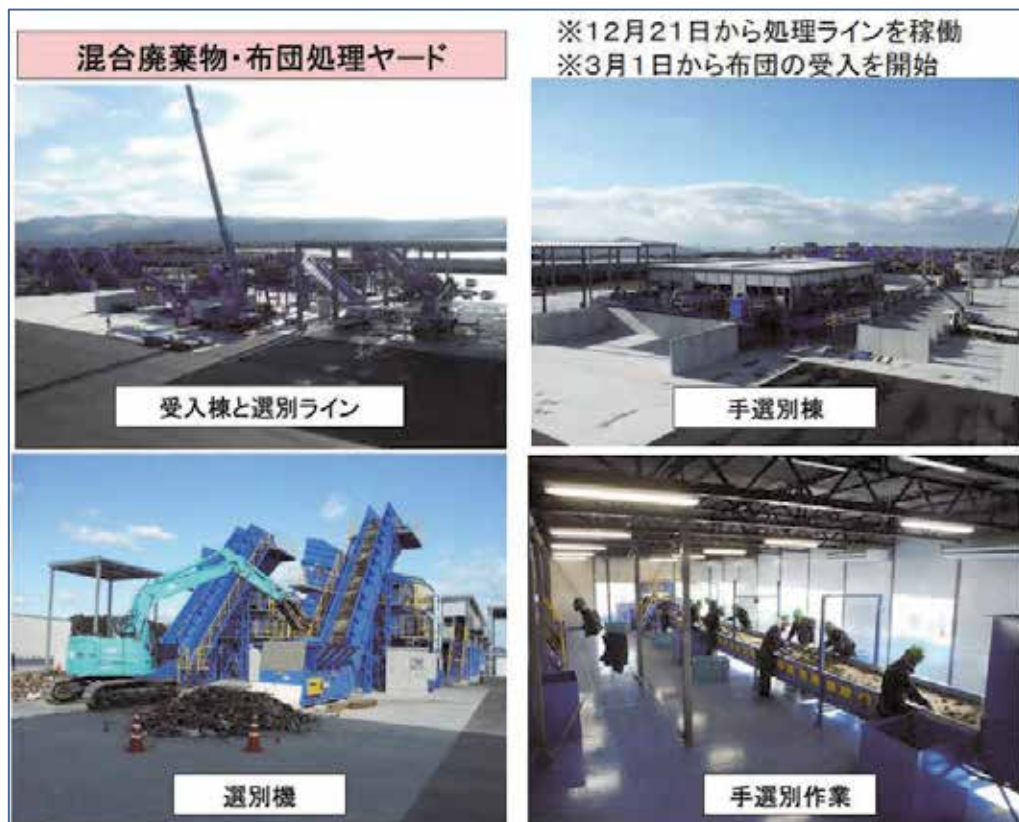 混合廃棄物・布団処理ヤード
※12月21日から処理ラインを稼働
※3月1日から布団の受入を開始
受入棟と選別ライン
手選別棟
選別機
手選別作業